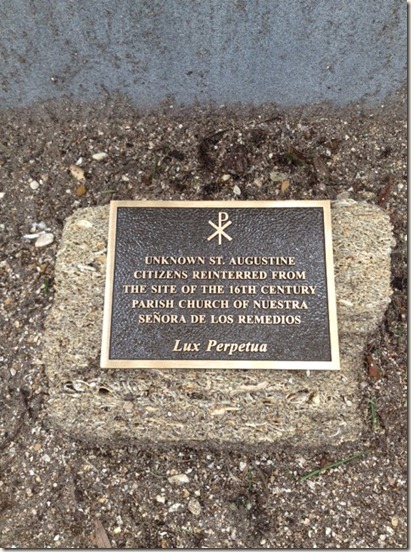 UNKNOWN ST. AUGUSTINE
CITIZENS REINTERRED FROM
THE SITE OF THE 16TH CENTURY
PARISH CHURCH OF NUESTRA
SEÑORA DE LOS REMEDIOS
Lux Perpetua